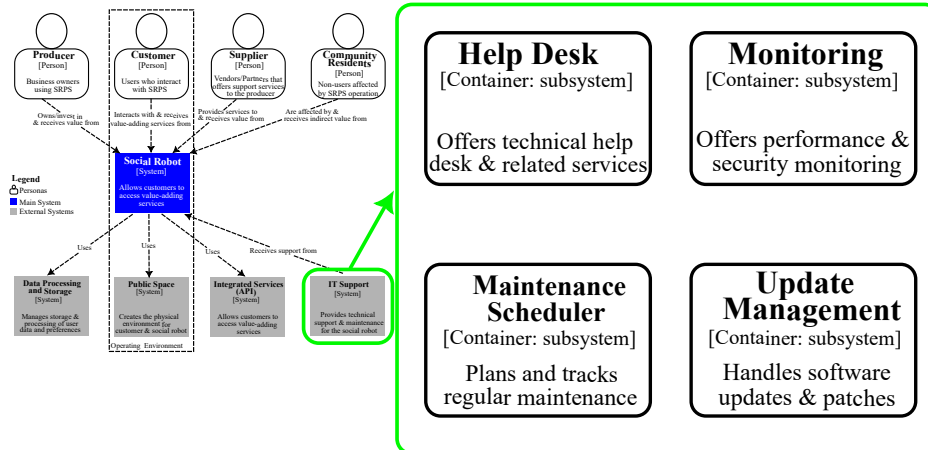 Producer
[Person]
Business owners
using SRPS
Customer
[Person]
Users who interact
with SRPS
Supplier
[Person]
Vendors/Partners that
offers support services
to the producer
Community
Residents
[Person]
Non-users affected
by SRPS operation
Owns/invest in
& receives value from
Interacts with & receives
value-adding services from
Provides services to
& receives value from
Are affected by &
receives indirect value from
Social Robot
[System]
Allows customers to
access value-adding
services
Legend
Personas
Main System
External Systems
Uses
Uses
Uses
Receives support from
Data Processing
and Storage
[System]
Manages storage &
processing of user
data and preferences
Public Space
[System]
Creates the physical
environment for
customer & social robot
Integrated Services
(API)
[System]
Allows customers to
access value-adding
services
IT Support
[System]
Provides technical
support & maintenance
for the social robot
Operating Environment
Help Desk
[Container: subsystem]
Offers technical help
desk & related services
Monitoring
[Container: subsystem]
Offers performance &
security monitoring
Maintenance
Scheduler
[Container: subsystem]
Plans and tracks
regular maintenance
Update
Management
[Container: subsystem]
Handles software
updates & patches